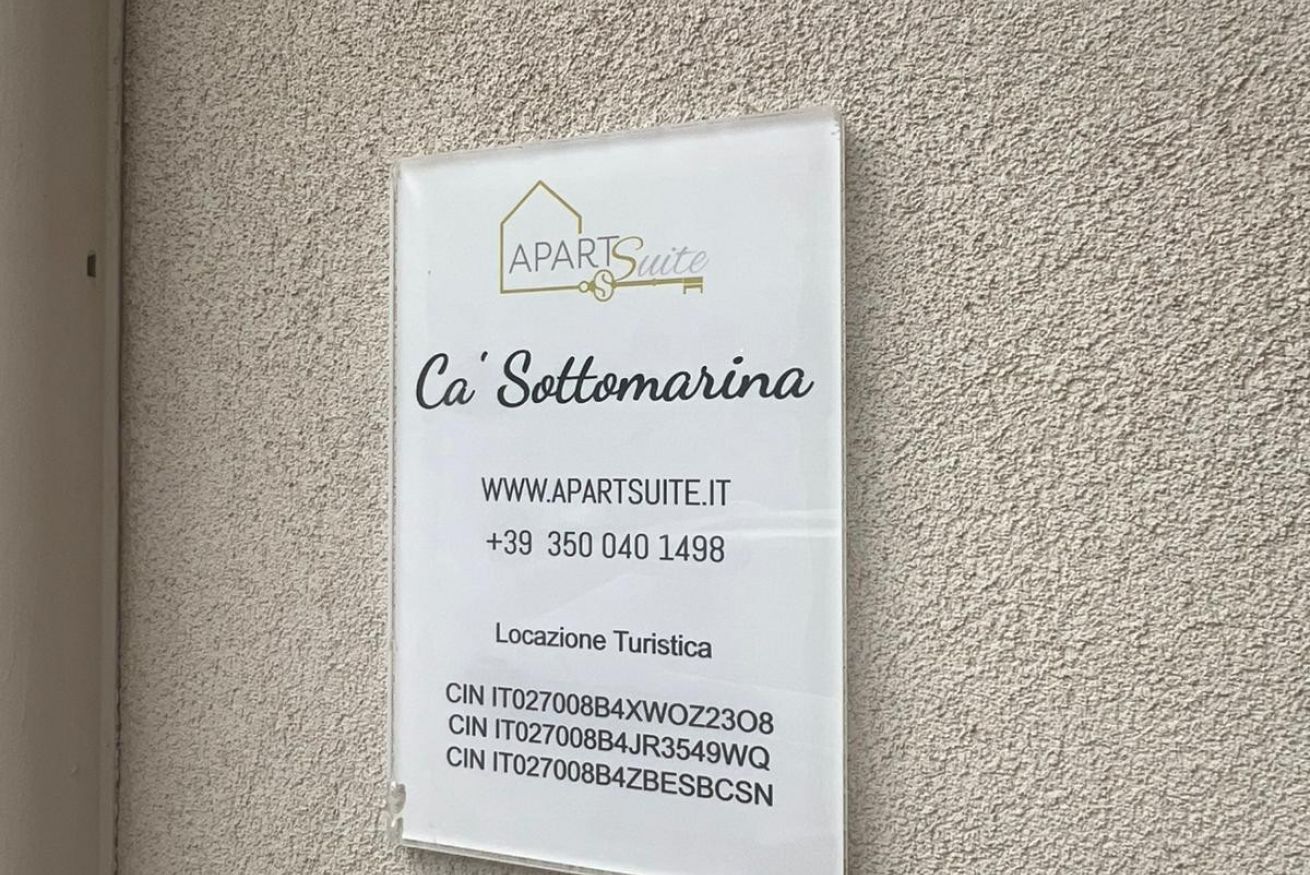 APARTSuite
S
Ca' Sottomarina
WWW.APARTSUITE.IT
+39 350 040 1498
Locazione Turistica
CIN IT027008B4XWOZ23O8
CIN IT027008B4JR3549WQ
CIN IT027008B4ZBESBCSN